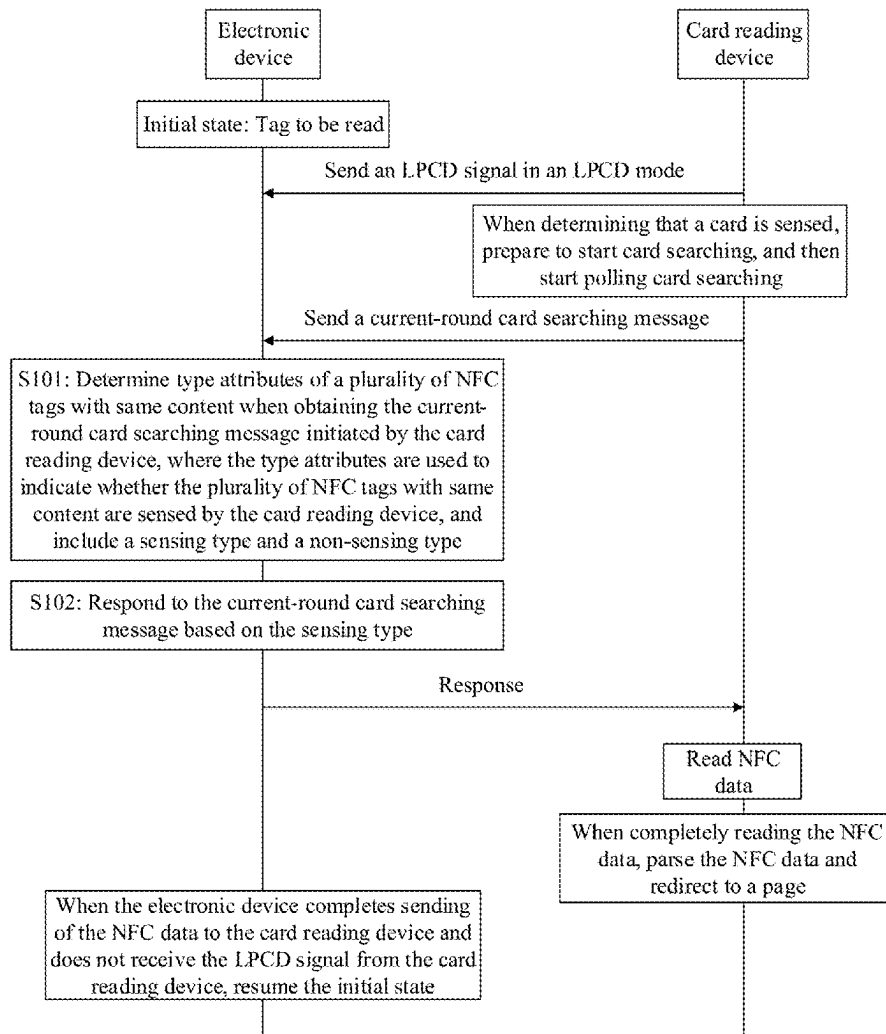 Electronic
device
Card reading
device
Initial state: Tag to be read
Send an LPCD signal in an LPCD mode
When determining that a card is sensed,
prepare to start card searching, and then
start polling card searching
Send a current-round card searching message
S101: Determine type attributes of a plurality of NFC
tags with same content when obtaining the current-
round card searching message initiated by the card
reading device, where the type attributes are used to
indicate whether the plurality of NFC tags with same
content are sensed by the card reading device, and
include a sensing type and a non-sensing type
S102: Respond to the current-round card searching
message based on the sensing type
Response
Read NFC
data
When completely reading the NFC
data, parse the NFC data and
redirect to a page
When the electronic device completes sending
of the NFC data to the card reading device and
does not receive the LPCD signal from the card
reading device, resume the initial state